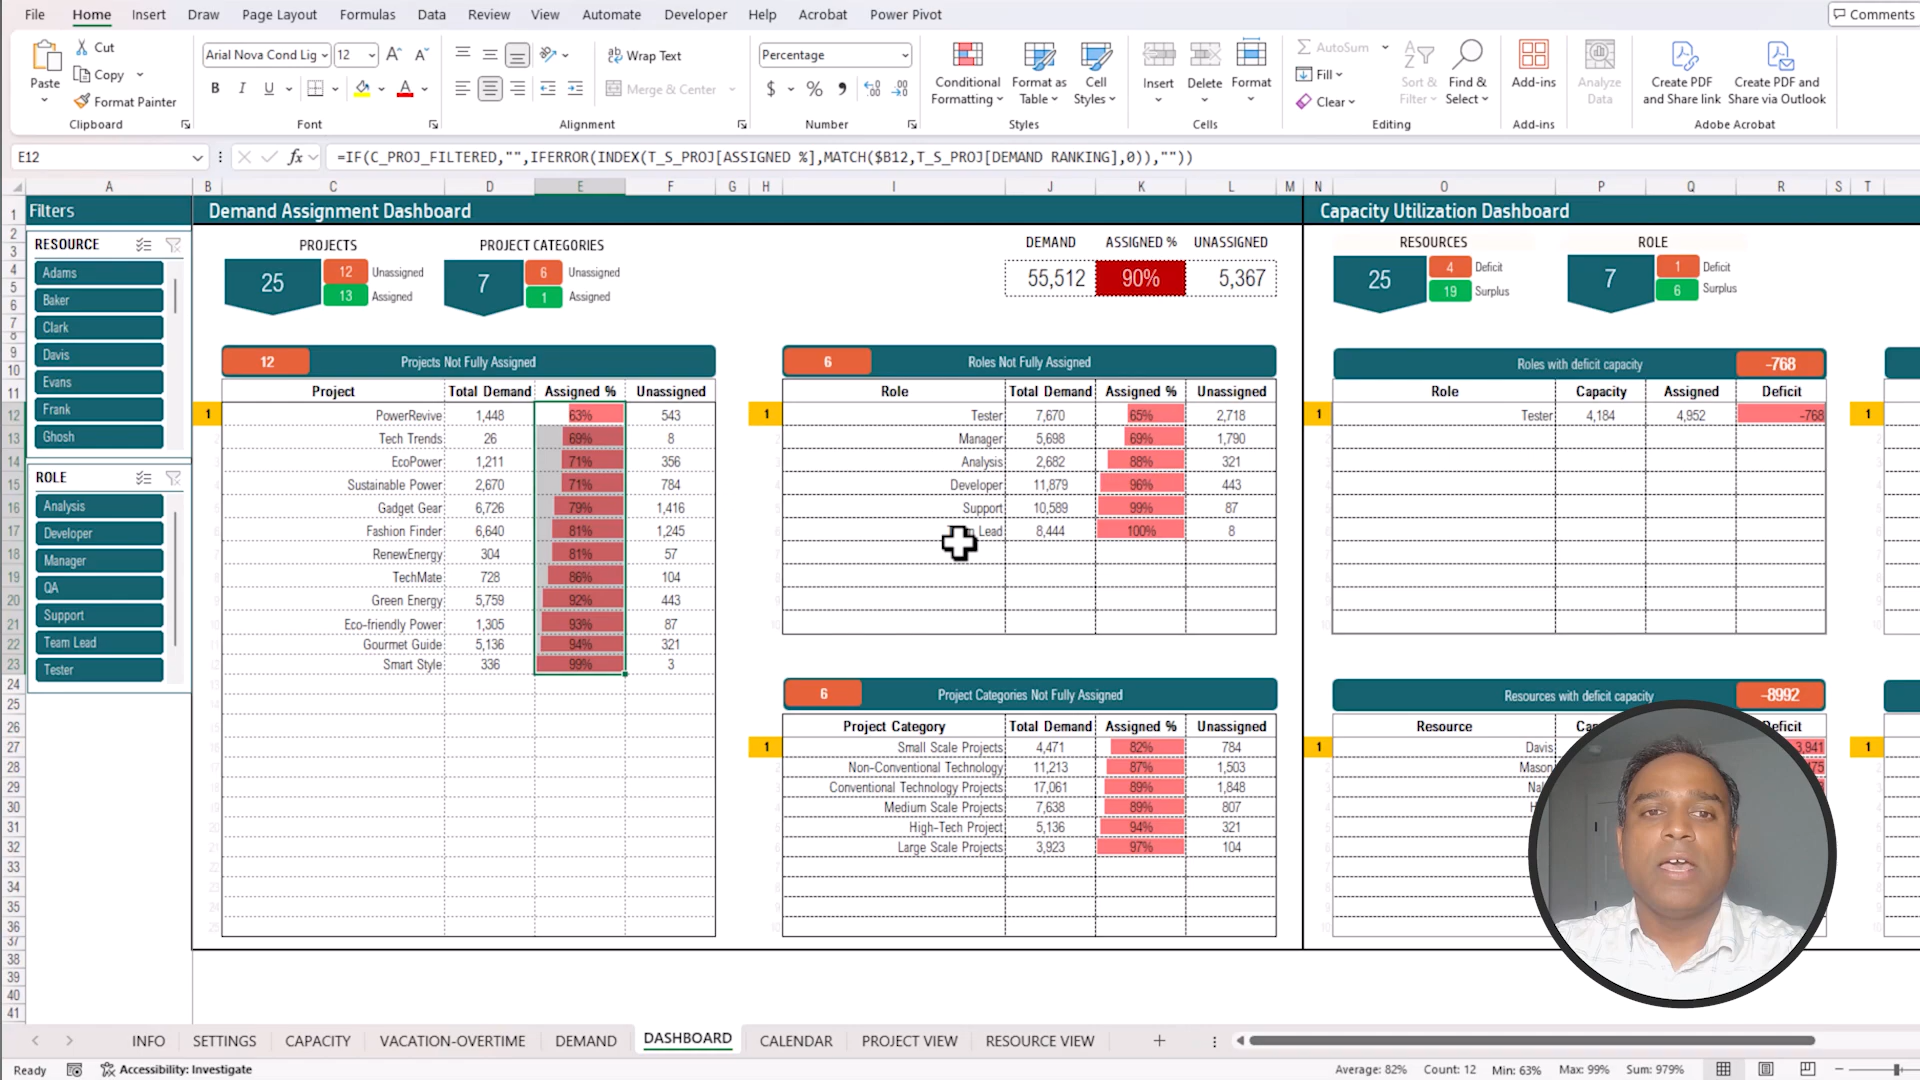 File Home Insert Draw Page Layout Formulas Data Review View Automate Developer Help Acrobat Power Pivot Comments
Paste Cut Copy Format Painter Clipboard
Arial Nova Cond Lig 12 Font
Wrap Text Merge & Center Alignment
Percentage Number
Conditional Formatting Format as Table Cell Styles Styles
Insert Delete Format Cells
AutoSum Fill Clear Sort & Filter Find & Select Editing
Add-ins Add-ins
Analyze Data
Create PDF and Share link Create PDF and Share via Outlook Adobe Acrobat
E12 fx =IF(C_PROJ_FILTERED,"",IFERROR(INDEX(T_S_PROJ[ASSIGNED %],MATCH($B12,T_S_PROJ[DEMAND RANKING],0)),""))
A B C D E F G H I J K L M N O P Q R S T
Filters
RESOURCE
Adams
Baker
Clark
Davis
Evans
Frank
Ghosh
ROLE
Analysis
Developer
Manager
QA
Support
Team Lead
Tester
Demand Assignment Dashboard
PROJECTS
25 12 Unassigned
13 Assigned
PROJECT CATEGORIES
7 6 Unassigned
1 Assigned
DEMAND ASSIGNED % UNASSIGNED
55,512 90% 5,367
12 Projects Not Fully Assigned
Project Total Demand Assigned % Unassigned
1 PowerRevive 1,448 63% 543
Tech Trends 26 69% 8
EcoPower 1,211 71% 356
Sustainable Power 2,670 71% 784
Gadget Gear 6,726 79% 1,416
Fashion Finder 6,640 81% 1,245
RenewEnergy 304 81% 57
TechMate 728 86% 104
Green Energy 5,759 92% 443
Eco-friendly Power 1,305 93% 87
Gourmet Guide 5,136 94% 321
Smart Style 336 99% 3
6 Roles Not Fully Assigned
Role Total Demand Assigned % Unassigned
1 Tester 7,670 65% 2,718
Manager 5,698 69% 1,790
Analysis 2,682 88% 321
Developer 11,879 96% 443
Support 10,589 99% 87
Lead 8,444 100% 8
6 Project Categories Not Fully Assigned
Project Category Total Demand Assigned % Unassigned
1 Small Scale Projects 4,471 82% 784
Non-Conventional Technology 11,213 87% 1,503
Conventional Technology Projects 17,061 89% 1,848
Medium Scale Projects 7,638 89% 807
High-Tech Project 5,136 94% 321
Large Scale Projects 3,923 97% 104
Capacity Utilization Dashboard
RESOURCES
25 4 Deficit
19 Surplus
ROLE
7 1 Deficit
6 Surplus
Roles with deficit capacity -768
Role Capacity Assigned Deficit
1 Tester 4,184 4,952 -768 1
Resources with deficit capacity -8992
Resource Deficit
1 Davis 3,941 1
Mason
INFO SETTINGS CAPACITY VACATION-OVERTIME DEMAND DASHBOARD CALENDAR PROJECT VIEW RESOURCE VIEW
Ready Accessibility: Investigate Average: 82% Count: 12 Min: 63% Max: 99% Sum: 979%